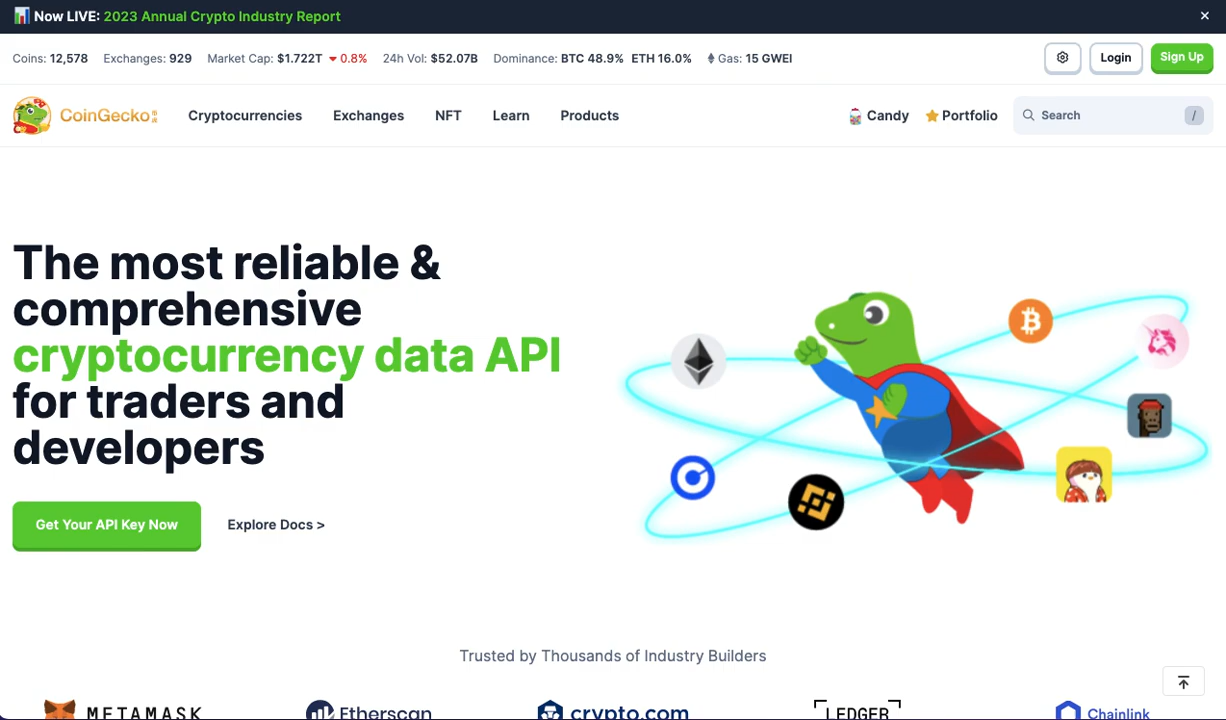 Now LIVE: 2023 Annual Crypto Industry Report
Coins: 12,578 Exchanges: 929 Market Cap: $1.722T 0.8% 24h Vol: $52.07B Dominance: BTC 48.9% ETH 16.0% Gas: 15 GWEI
Login
Sign Up
CoinGecko
Cryptocurrencies Exchanges NFT Learn Products
Candy Portfolio
Search /
The most reliable &
comprehensive
cryptocurrency data API
for traders and
developers
Get Your API Key Now Explore Docs >
Trusted by Thousands of Industry Builders
METAMASK Etherscan crypto.com LEDGER Chainlink